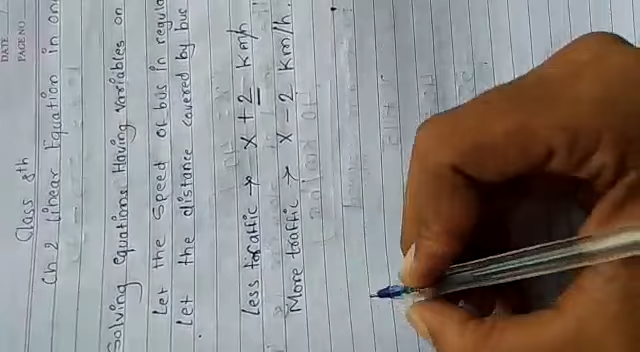 DATE
PAGE NO.
Class 8th
Ch 2 Linear Equation in one
Solving Equations Having Variables on
Let the speed of bus in regula
Let the distance covered by bus
Less traffic → x + 2 km/h
More traffic → x - 2 km/h.